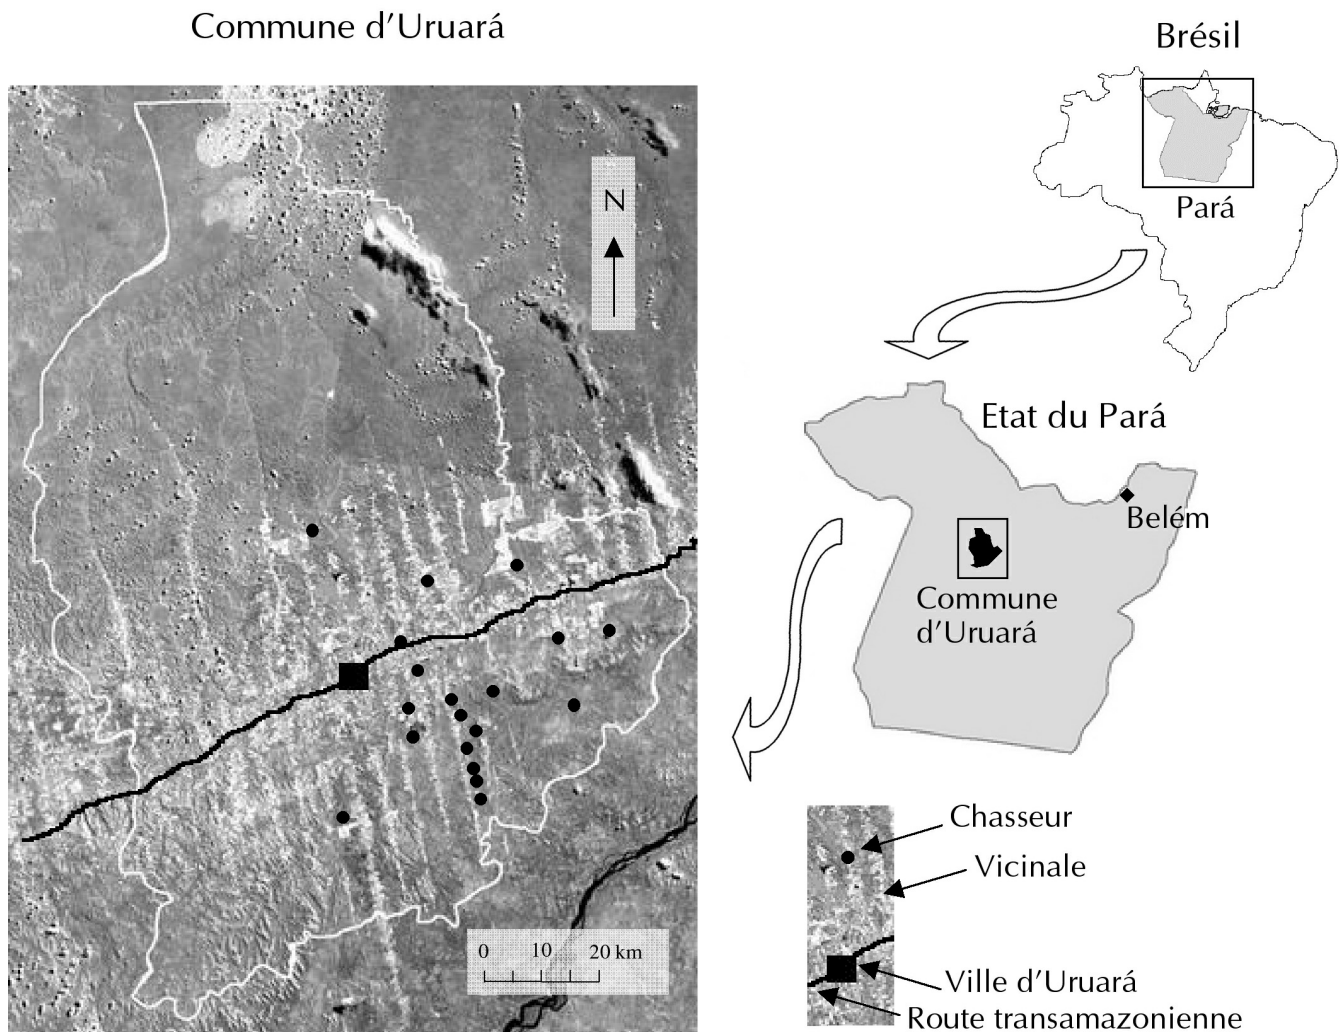 Commune d'Uruará
Brésil
Pará
N
Etat du Pará
Belém
Commune
d'Uruará
Chasseur
Vicinale
Ville d'Uruará
Route transamazonienne
0 10 20 km